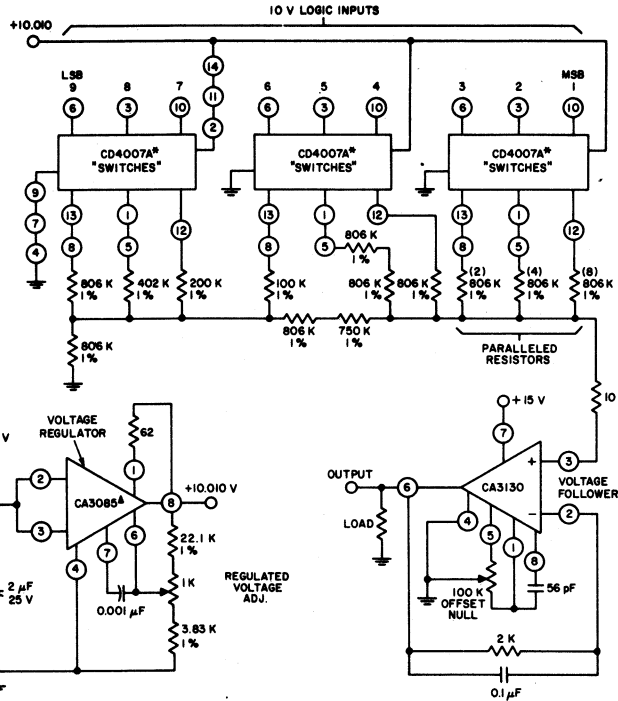 10 V LOGIC INPUTS
+10.010
LSB
9 8 7 6 5 4 3 2
MSB
1
14
11
2
6 3 10
6 3 10
6 3 10
CD4007A*
"SWITCHES"
CD4007A*
"SWITCHES"
CD4007A*
"SWITCHES"
9
7
4
13 1 12
8 5
13 1 12
8 5
13 1 12
8 5
806 K
1%
806 K
1%
402 K
1%
200 K
1%
100 K
1%
806 K
1%
806 K
1%
(2)
806 K
1%
(4)
806 K
1%
(8)
806 K
1%
806 K
1%
750 K
1%
806 K
1%
PARALLELED
RESISTORS
10
V
VOLTAGE
REGULATOR
62
1
2
3
CA3085▲
8
+10.010 V
4
7
6
22.1 K
1%
1K
0.001 μF
REGULATED
VOLTAGE
ADJ.
3.83 K
1%
2 μF
25 V
+15 V
7
OUTPUT
6
LOAD
CA3130
+
−
3
2
VOLTAGE
FOLLOWER
4
5
1
8
100 K
OFFSET
NULL
56 pF
2 K
0.1 μF